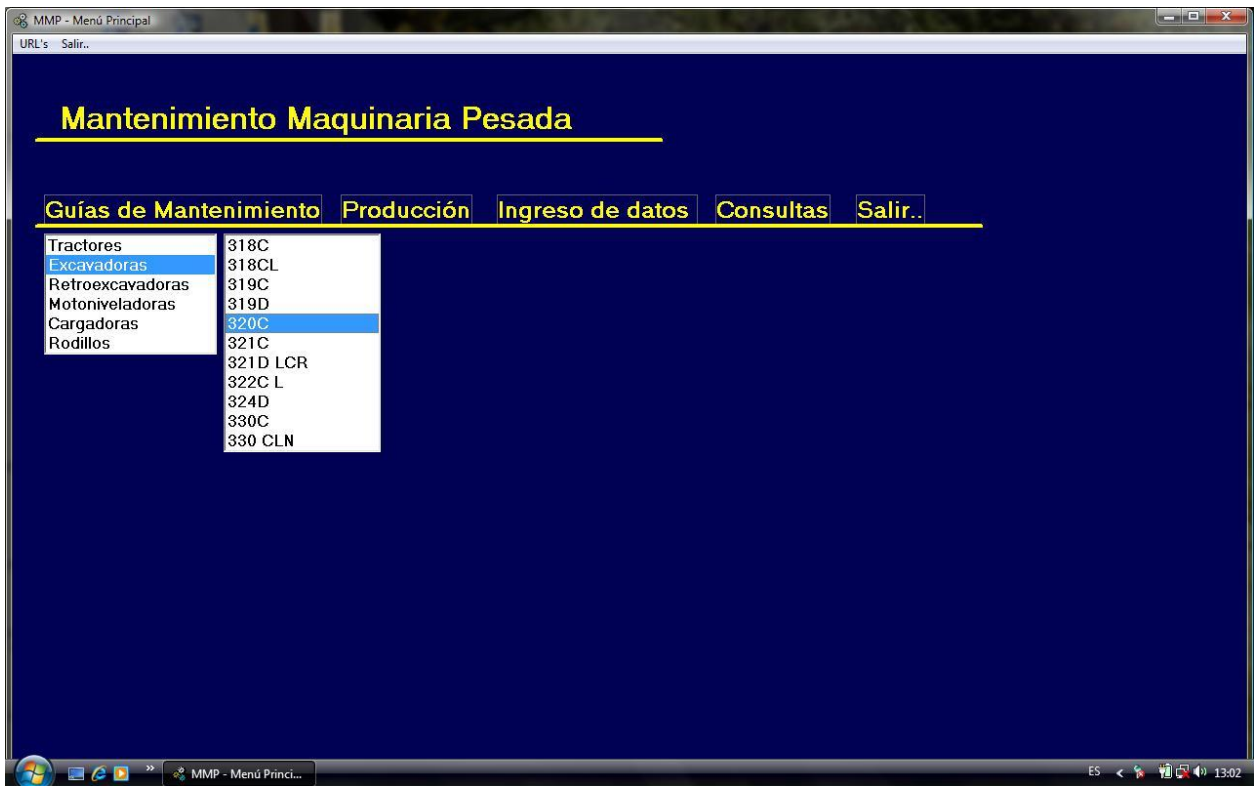 MMP - Menú Principal
URL's Salir..
Mantenimiento Maquinaria Pesada
Guías de Mantenimiento Producción Ingreso de datos Consultas Salir..
Tractores
Excavadoras
Retroexcavadoras
Motoniveladoras
Cargadoras
Rodillos
318C
318CL
319C
319D
320C
321C
321D LCR
322C L
324D
330C
330 CLN
» MMP - Menú Princi... ES < 13:02